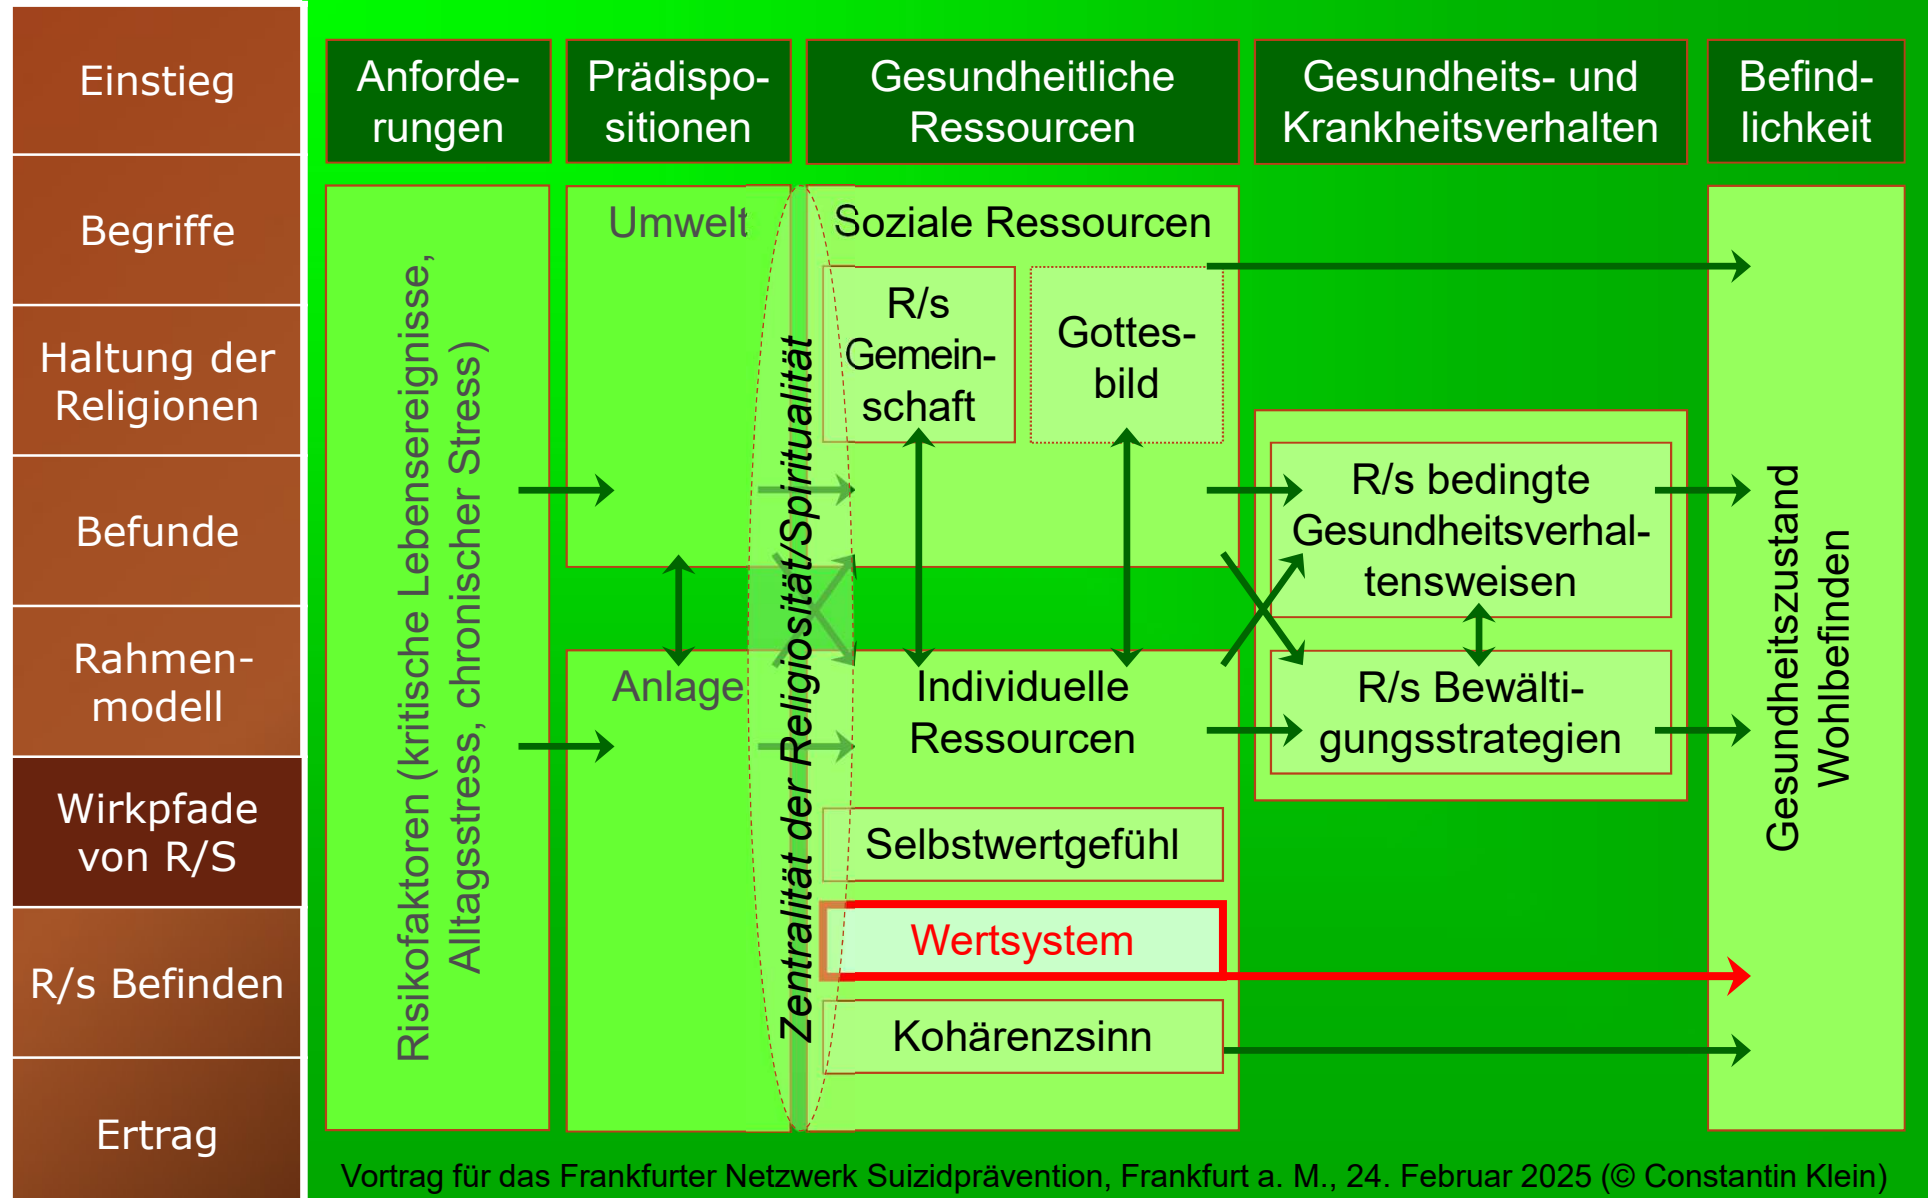 Einstieg
Begriffe
Haltung der
Religionen
Befunde
Rahmen-
modell
Wirkpfade
von R/S
R/s Befinden
Ertrag
Anforde-
rungen
Prädispo-
sitionen
Gesundheitliche
Ressourcen
Gesundheits- und
Krankheitsverhalten
Befind-
lichkeit
Risikofaktoren (kritische Lebensereignisse,
Alltagsstress, chronischer Stress)
Umwelt
Anlage
Zentralität der Religiosität/Spiritualität
Soziale Ressourcen
R/s
Gemein-
schaft
Gottes-
bild
Individuelle
Ressourcen
Selbstwertgefühl
Wertsystem
Kohärenzsinn
R/s bedingte
Gesundheitsverhal-
tensweisen
R/s Bewälti-
gungsstrategien
Gesundheitszustand
Wohlbefinden
Vortrag für das Frankfurter Netzwerk Suizidprävention, Frankfurt a. M., 24. Februar 2025 (© Constantin Klein)